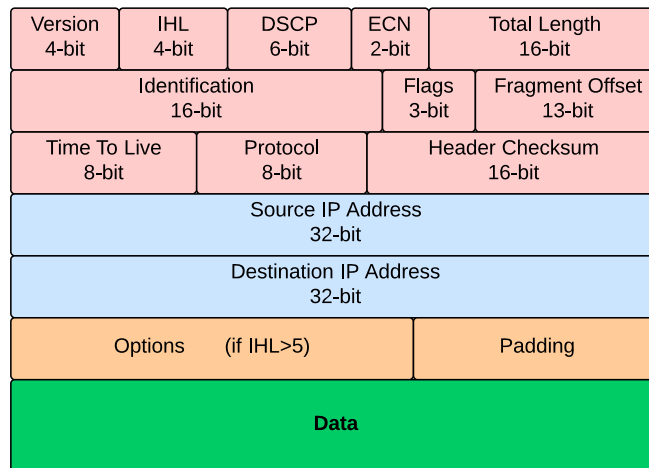 Version IHL DSCP ECN Total Length
4-bit 4-bit 6-bit 2-bit 16-bit
Identification Flags Fragment Offset
16-bit 3-bit 13-bit
Time To Live Protocol Header Checksum
8-bit 8-bit 16-bit
Source IP Address
32-bit
Destination IP Address
32-bit
Options (if IHL>5) Padding
Data